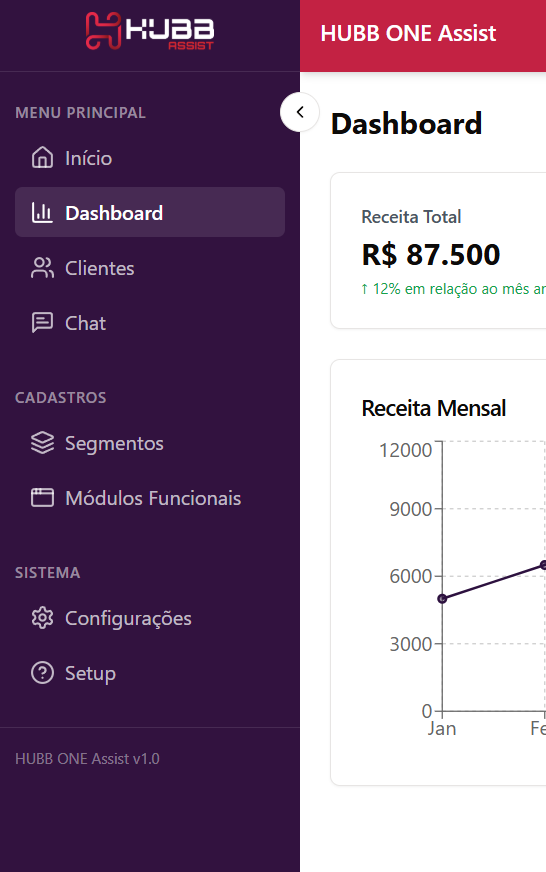 HUBB
ASSIST
HUBB ONE Assist
MENU PRINCIPAL
Início
Dashboard
Clientes
Chat
CADASTROS
Segmentos
Módulos Funcionais
SISTEMA
Configurações
Setup
HUBB ONE Assist v1.0
Dashboard
Receita Total
R$ 87.500
↑ 12% em relação ao mês
Receita Mensal
12000
9000
6000
3000
0
Jan